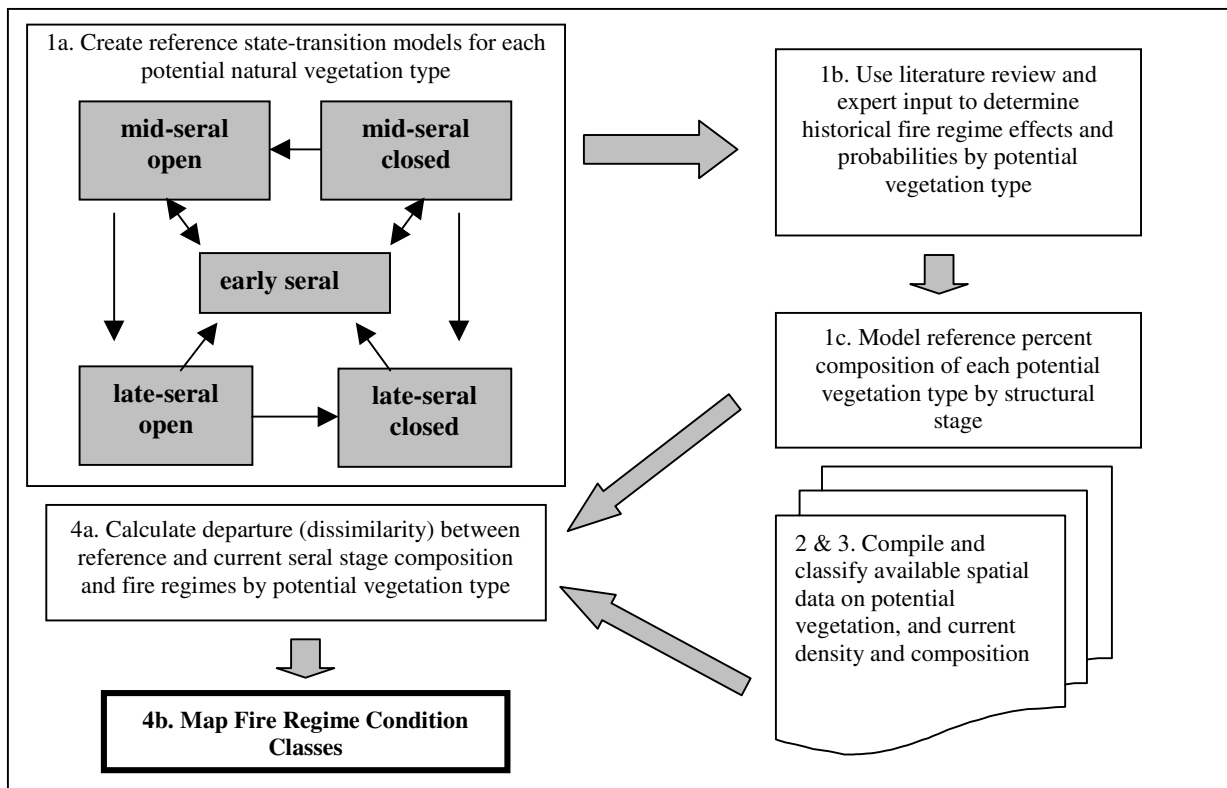 1a. Create reference state-transition models for each
potential natural vegetation type
mid-seral
open
mid-seral
closed
early seral
late-seral
open
late-seral
closed
1b. Use literature review and
expert input to determine
historical fire regime effects and
probabilities by potential
vegetation type
1c. Model reference percent
composition of each potential
vegetation type by structural
stage
2 & 3. Compile and
classify available spatial
data on potential
vegetation, and current
density and composition
4a. Calculate departure (dissimilarity) between
reference and current seral stage composition
and fire regimes by potential vegetation type
4b. Map Fire Regime Condition
Classes